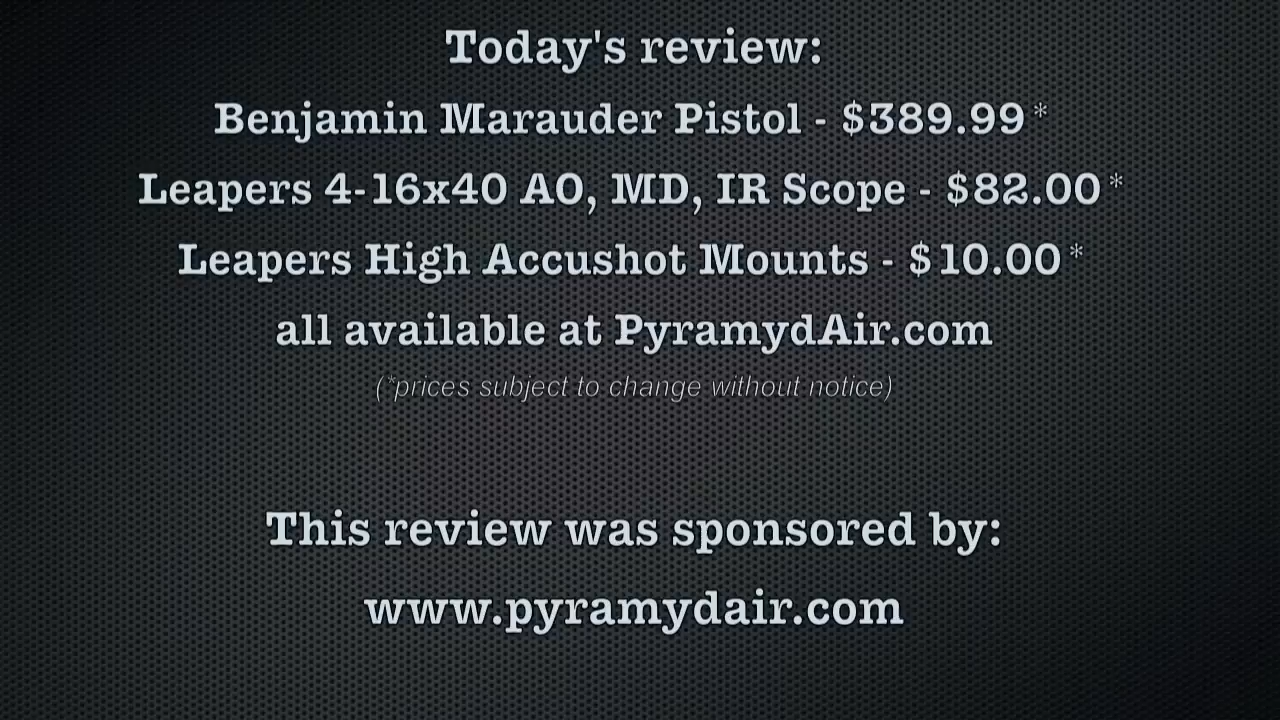 Today's review:
Benjamin Marauder Pistol - $389.99*
Leapers 4-16x40 AO, MD, IR Scope - $82.00*
Leapers High Accushot Mounts - $10.00*
all available at PyramydAir.com
(*prices subject to change without notice)
This review was sponsored by:
www.pyramydair.com